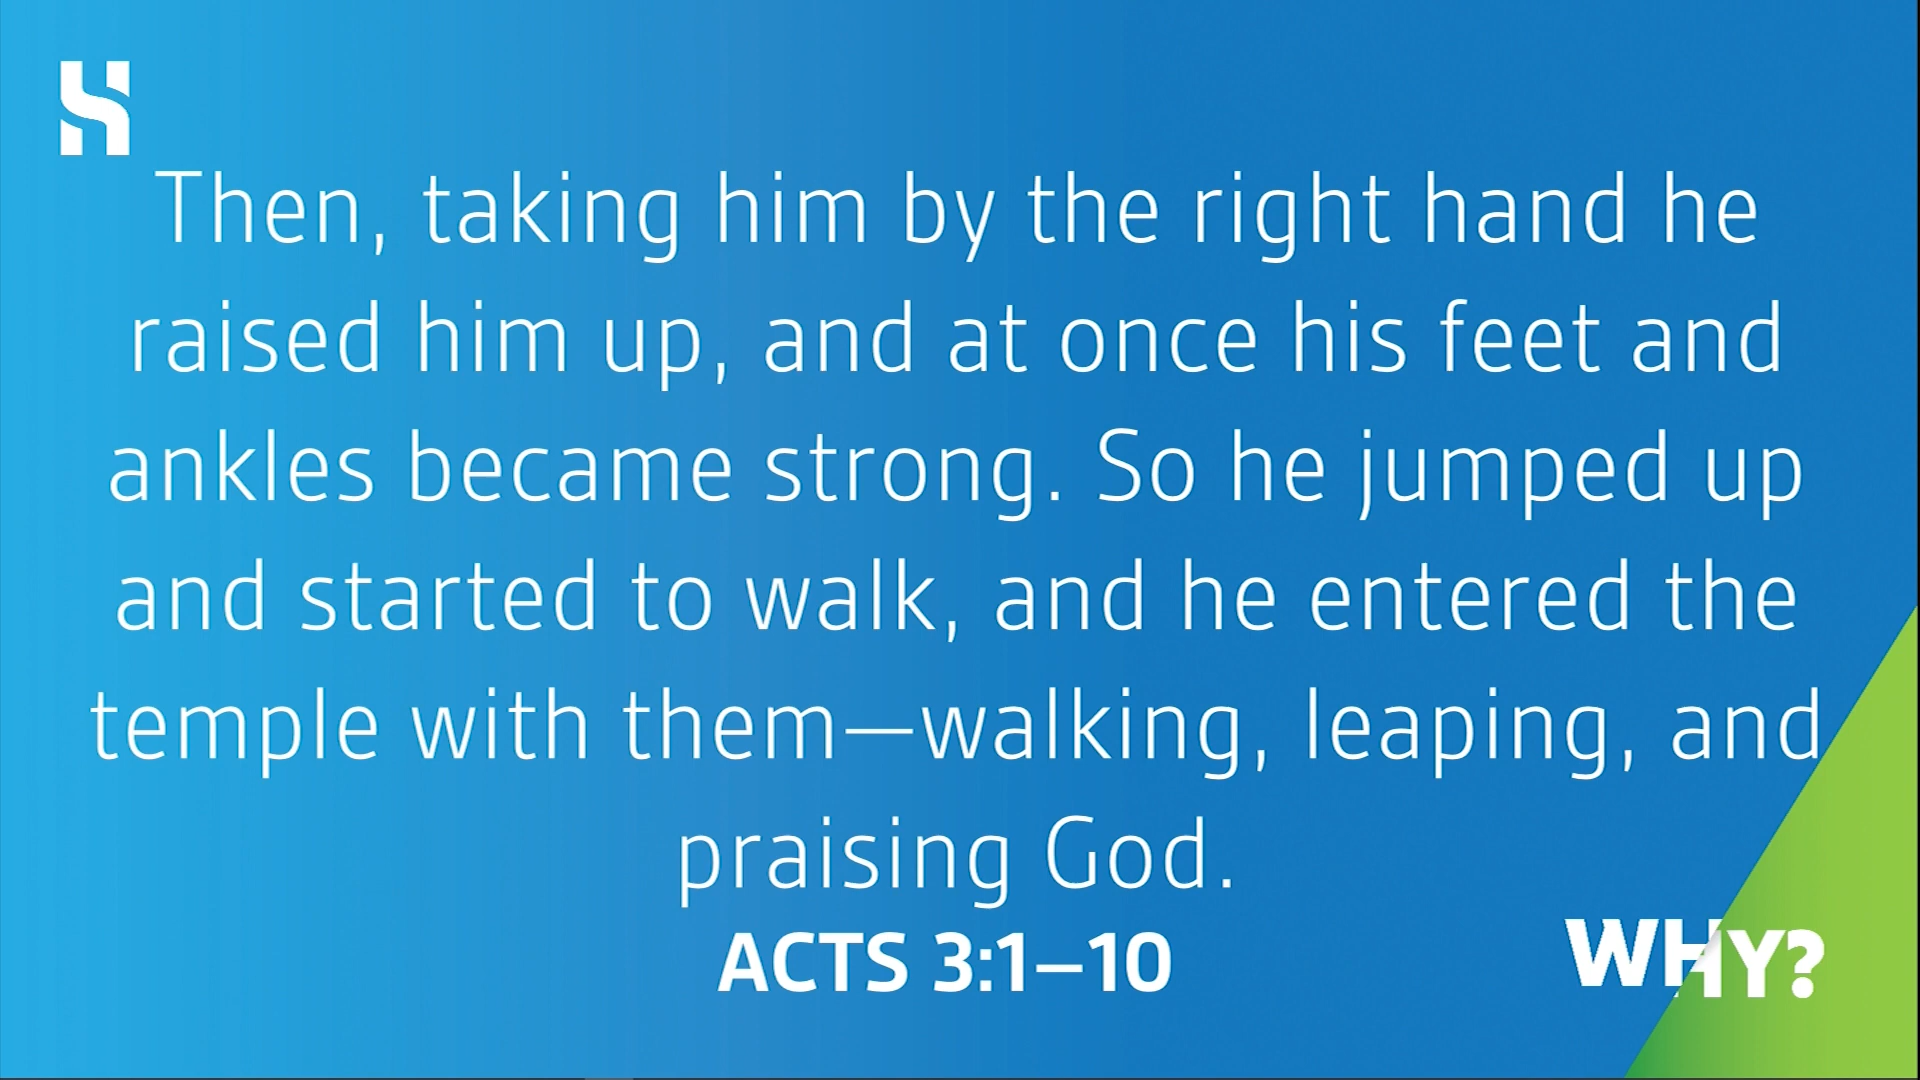 Then, taking him by the right hand he
raised him up, and at once his feet and
ankles became strong. So he jumped up
and started to walk, and he entered the
temple with them—walking, leaping, and
praising God.
ACTS 3:1–10
WHY?